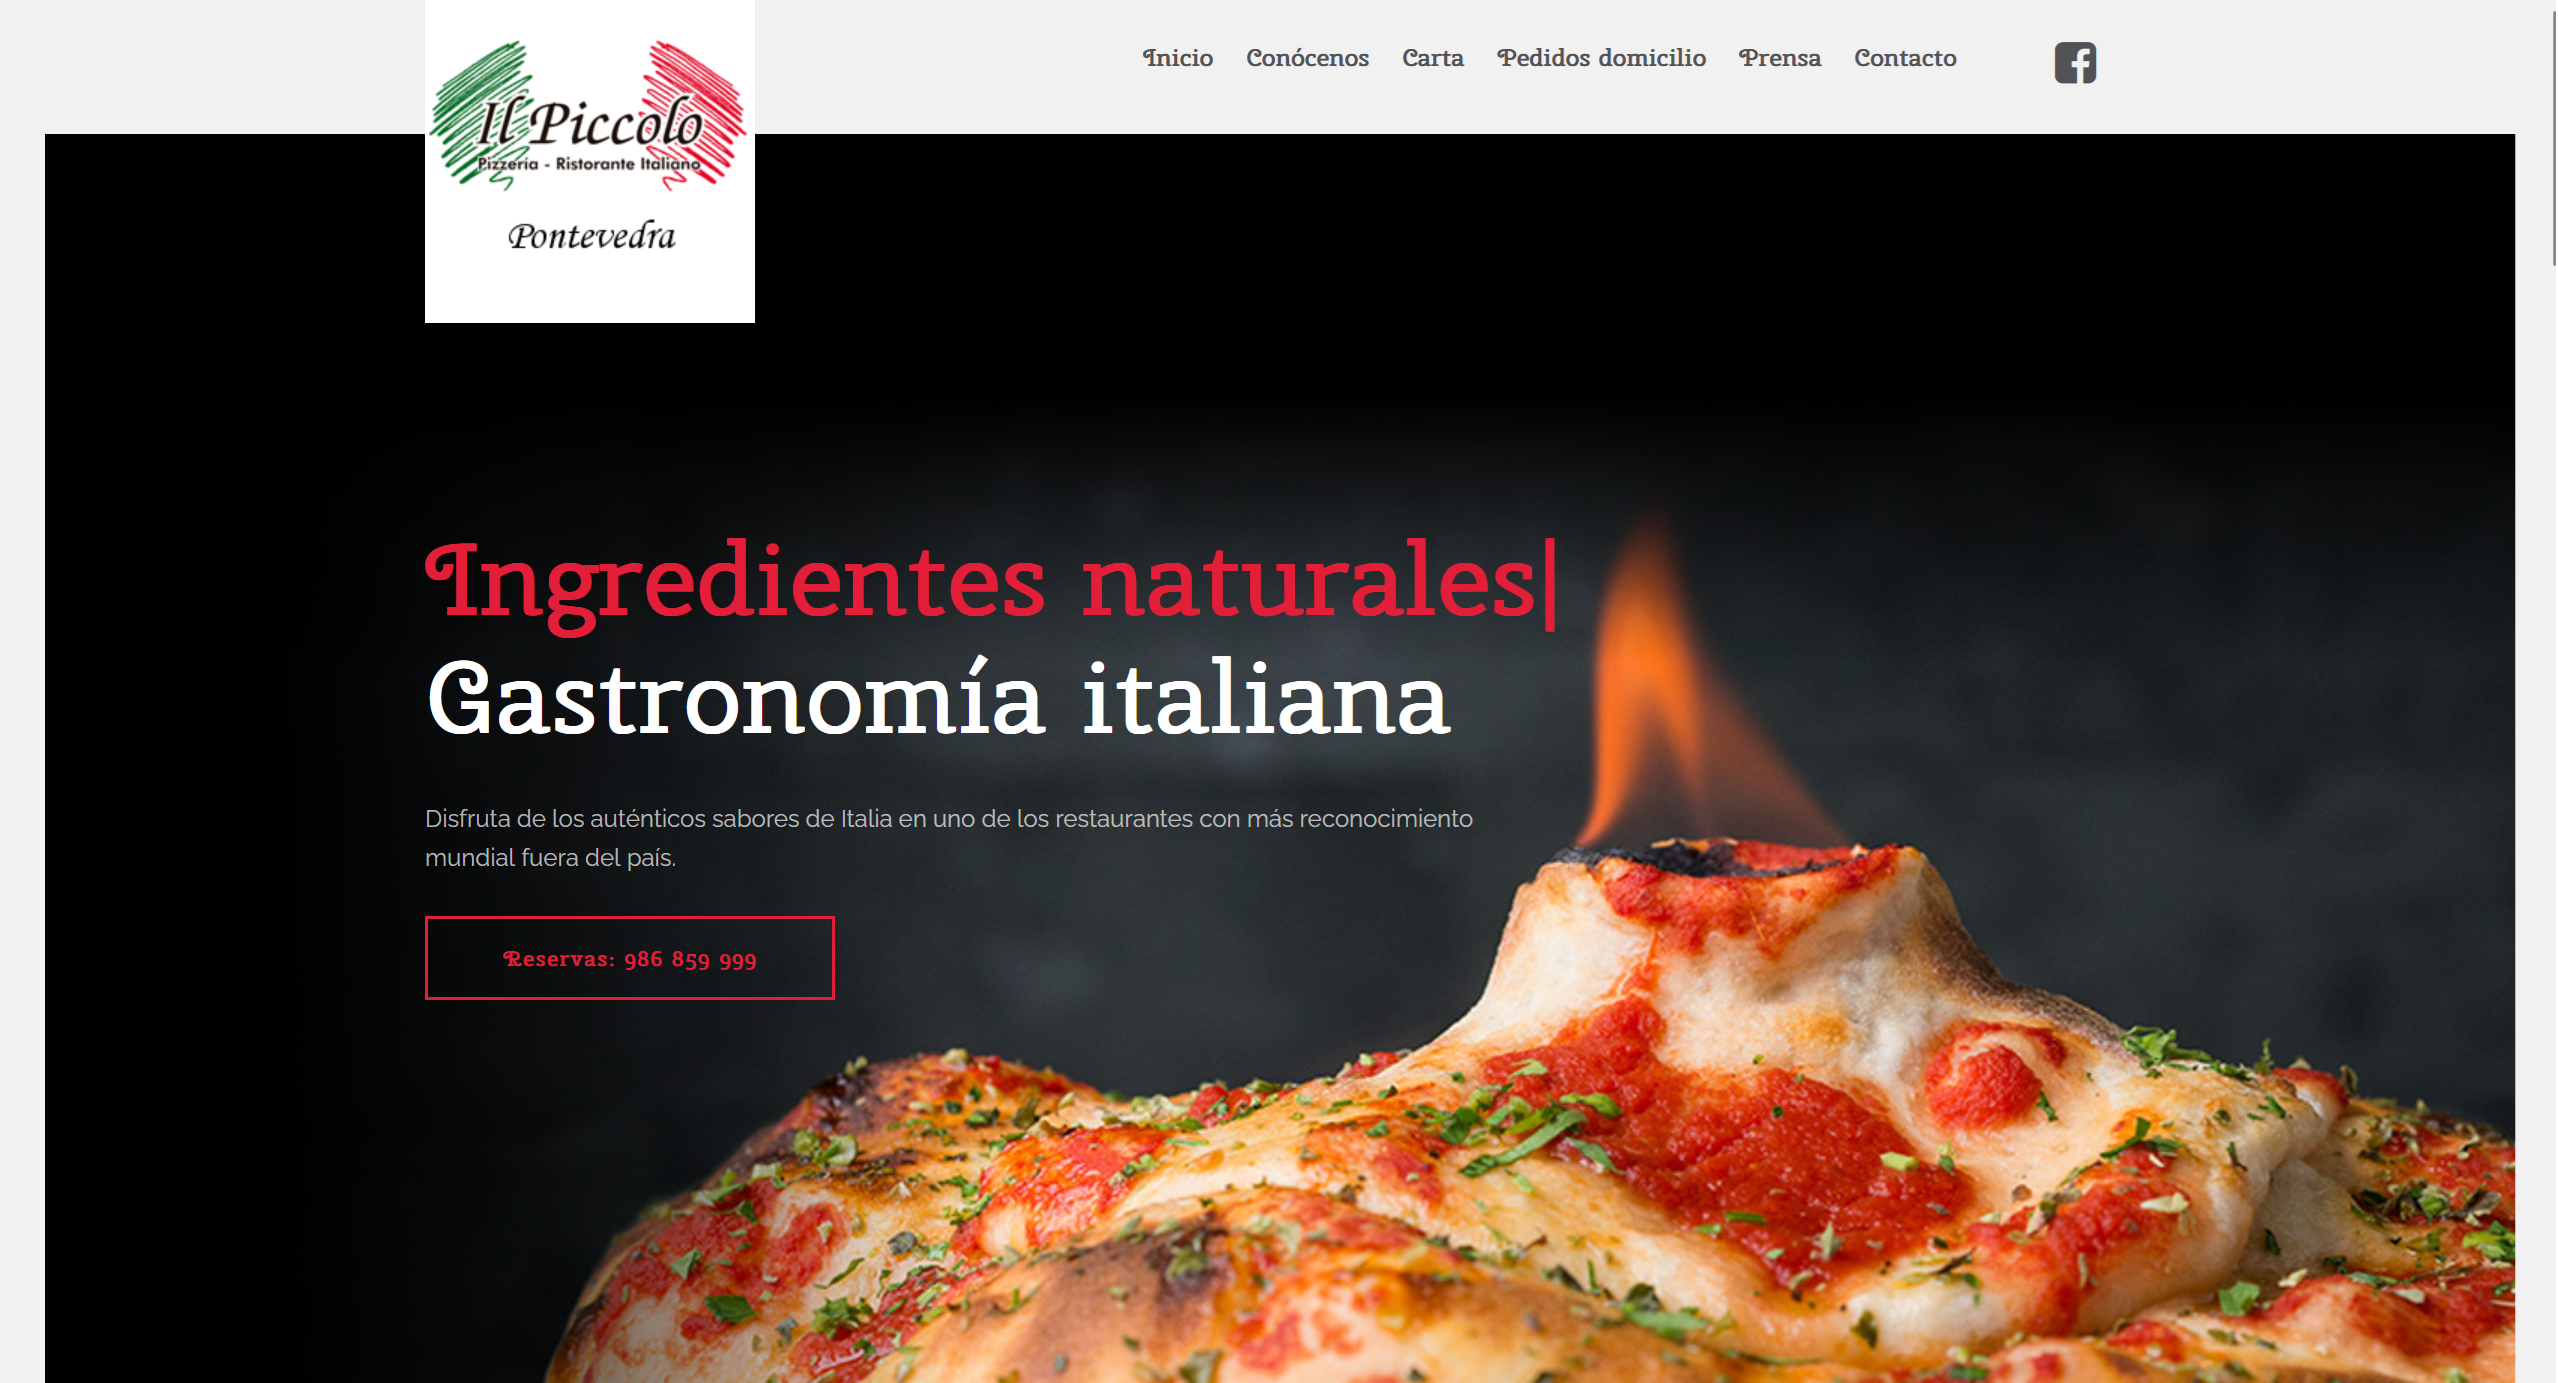 Il Piccolo
Pizzería - Ristorante Italiano
Pontevedra
Inicio Conócenos Carta Pedidos domicilio Prensa Contacto
Ingredientes naturales|
Gastronomía italiana
Disfruta de los auténticos sabores de Italia en uno de los restaurantes con más reconocimiento
mundial fuera del país.
Reservas: 986 859 999